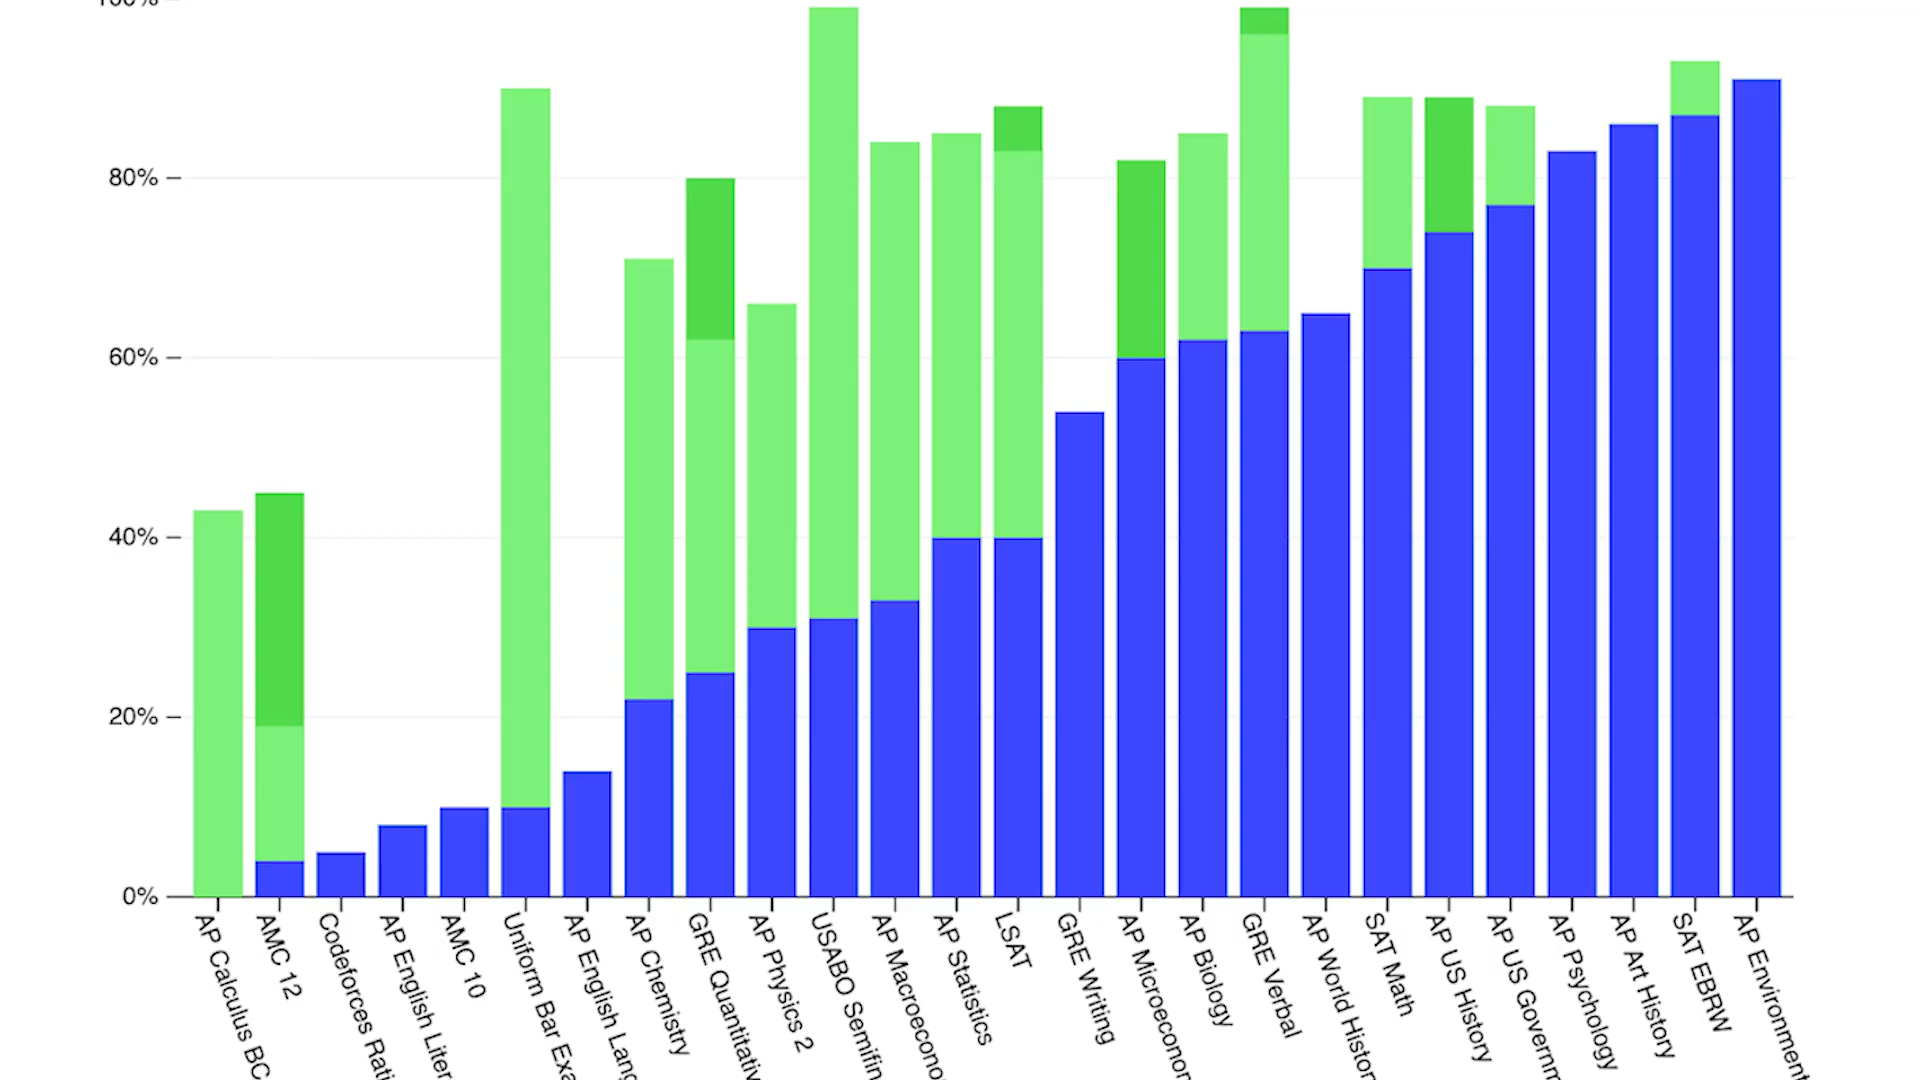 100%
80%
60%
40%
20%
0%
AP Calculus BC
AMC 12
Codeforces Rati
AP English Liter
AMC 10
Uniform Bar Exa
AP English Lang
AP Chemistry
GRE Quantitativ
AP Physics 2
USABO Semifin
AP Macroecono
AP Statistics
LSAT
GRE Writing
AP Microeconon
AP Biology
GRE Verbal
AP World Histor
SAT Math
AP US History
AP US Governm
AP Psychology
AP Art History
SAT EBRW
AP Environment